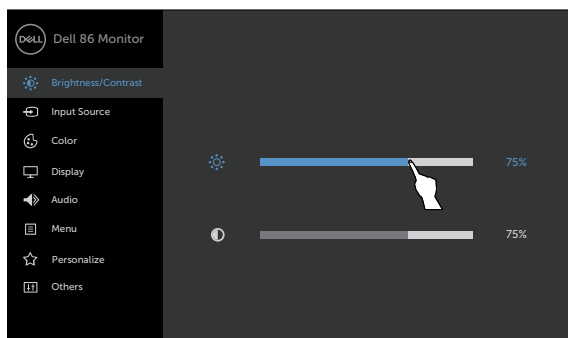 DELL Dell 86 Monitor
Brightness/Contrast
Input Source
Color
Display
75%
Audio
Menu
75%
Personalize
Others